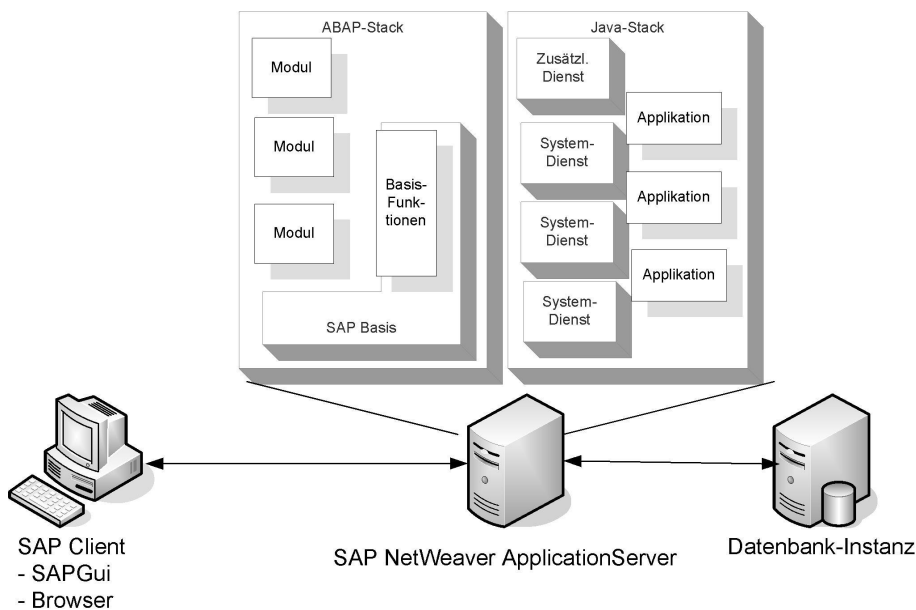 ABAP-Stack
Modul
Modul
Modul
Basis-
Funk-
tionen
SAP Basis
Java-Stack
Zusätzl.
Dienst
System-
Dienst
System-
Dienst
System-
Dienst
Applikation
Applikation
Applikation
SAP Client
- SAPGui
- Browser
SAP NetWeaver ApplicationServer
Datenbank-Instanz